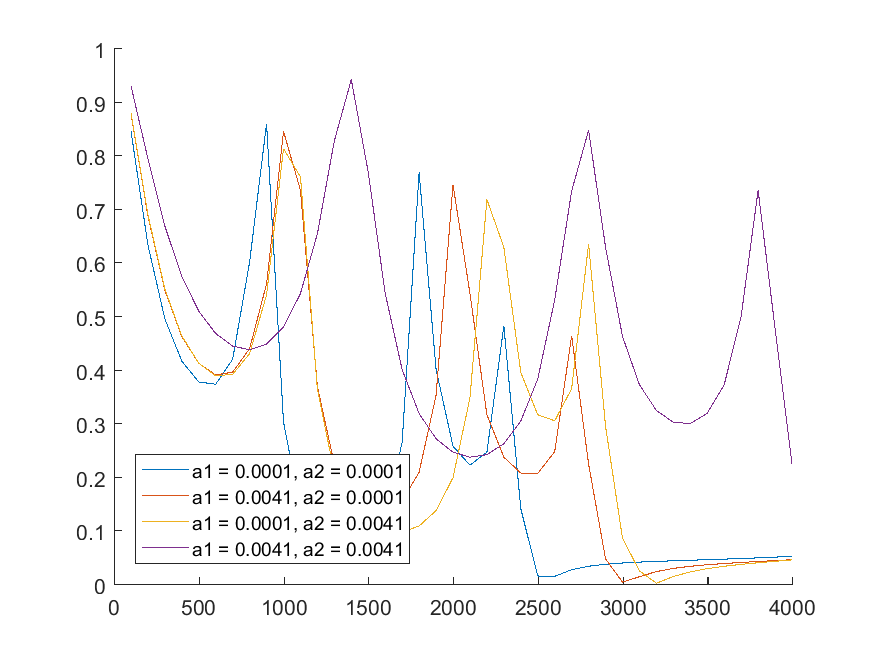 1
0.9
0.8
0.7
0.6
0.5
0.4
0.3
0.2
0.1
0
a1 = 0.0001, a2 = 0.0001
a1 = 0.0041, a2 = 0.0001
a1 = 0.0001, a2 = 0.0041
a1 = 0.0041, a2 = 0.0041
0 500 1000 1500 2000 2500 3000 3500 4000